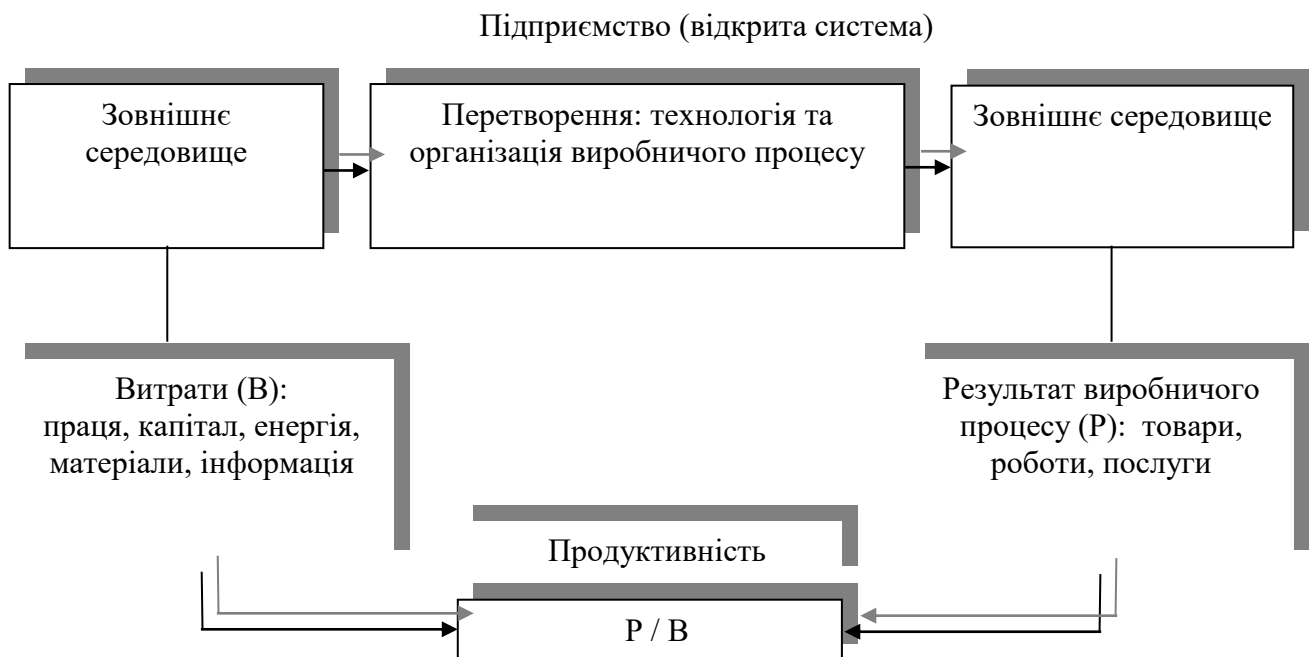 Підприємство (відкрита система)
Зовнішнє
середовище
Перетворення: технологія та
організація виробничого процесу
Зовнішнє середовище
Витрати (В):
праця, капітал, енергія,
матеріали, інформація
Результат виробничого
процесу (Р): товари,
роботи, послуги
Продуктивність
Р / В